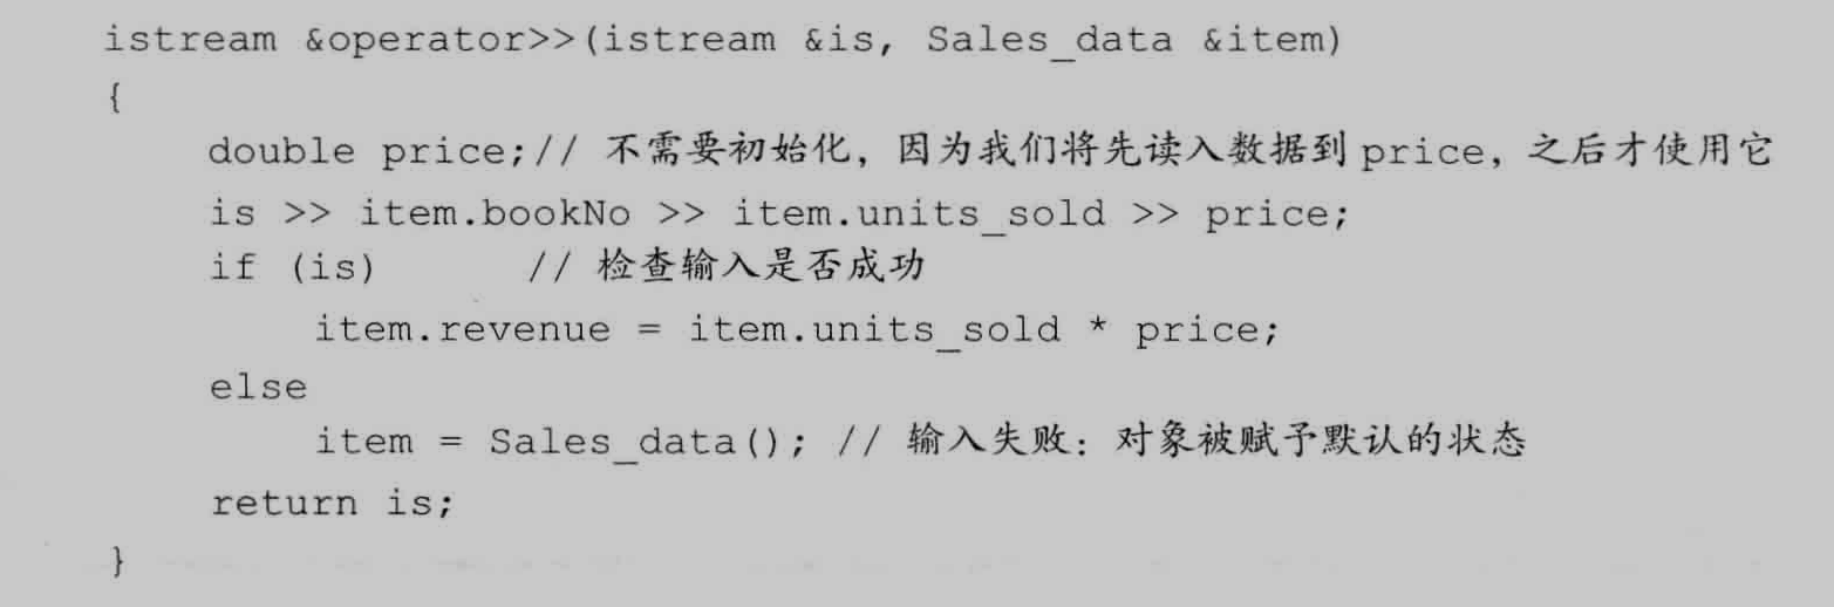 istream &operator>>(istream &is, Sales_data &item)
{
    double price;// 不需要初始化，因为我们将先读入数据到 price，之后才使用它
    is >> item.bookNo >> item.units_sold >> price;
    if (is)      // 检查输入是否成功
        item.revenue = item.units_sold * price;
    else
        item = Sales_data(); // 输入失败：对象被赋予默认的状态
    return is;
}